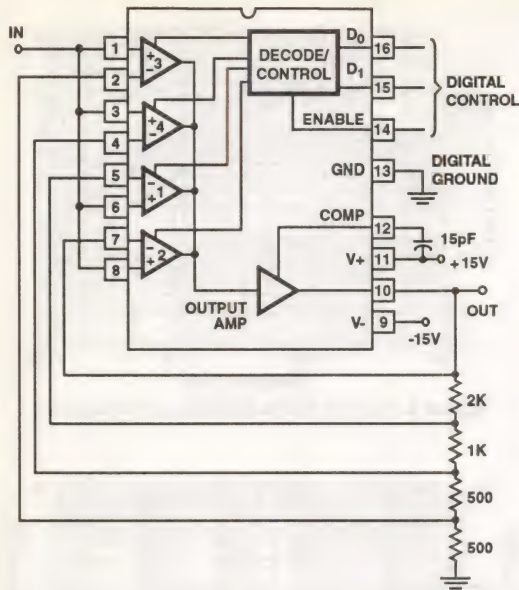 IN
1
2
3
4
5
6
7
8
+
−
3
+
−
4
−
+
1
−
+
2
DECODE/
CONTROL
D0
D1
ENABLE
GND
COMP
V+
V-
OUTPUT
AMP
16
15
14
13
12
11
10
9
DIGITAL
CONTROL
DIGITAL
GROUND
15pF
+15V
OUT
-15V
2K
1K
500
500